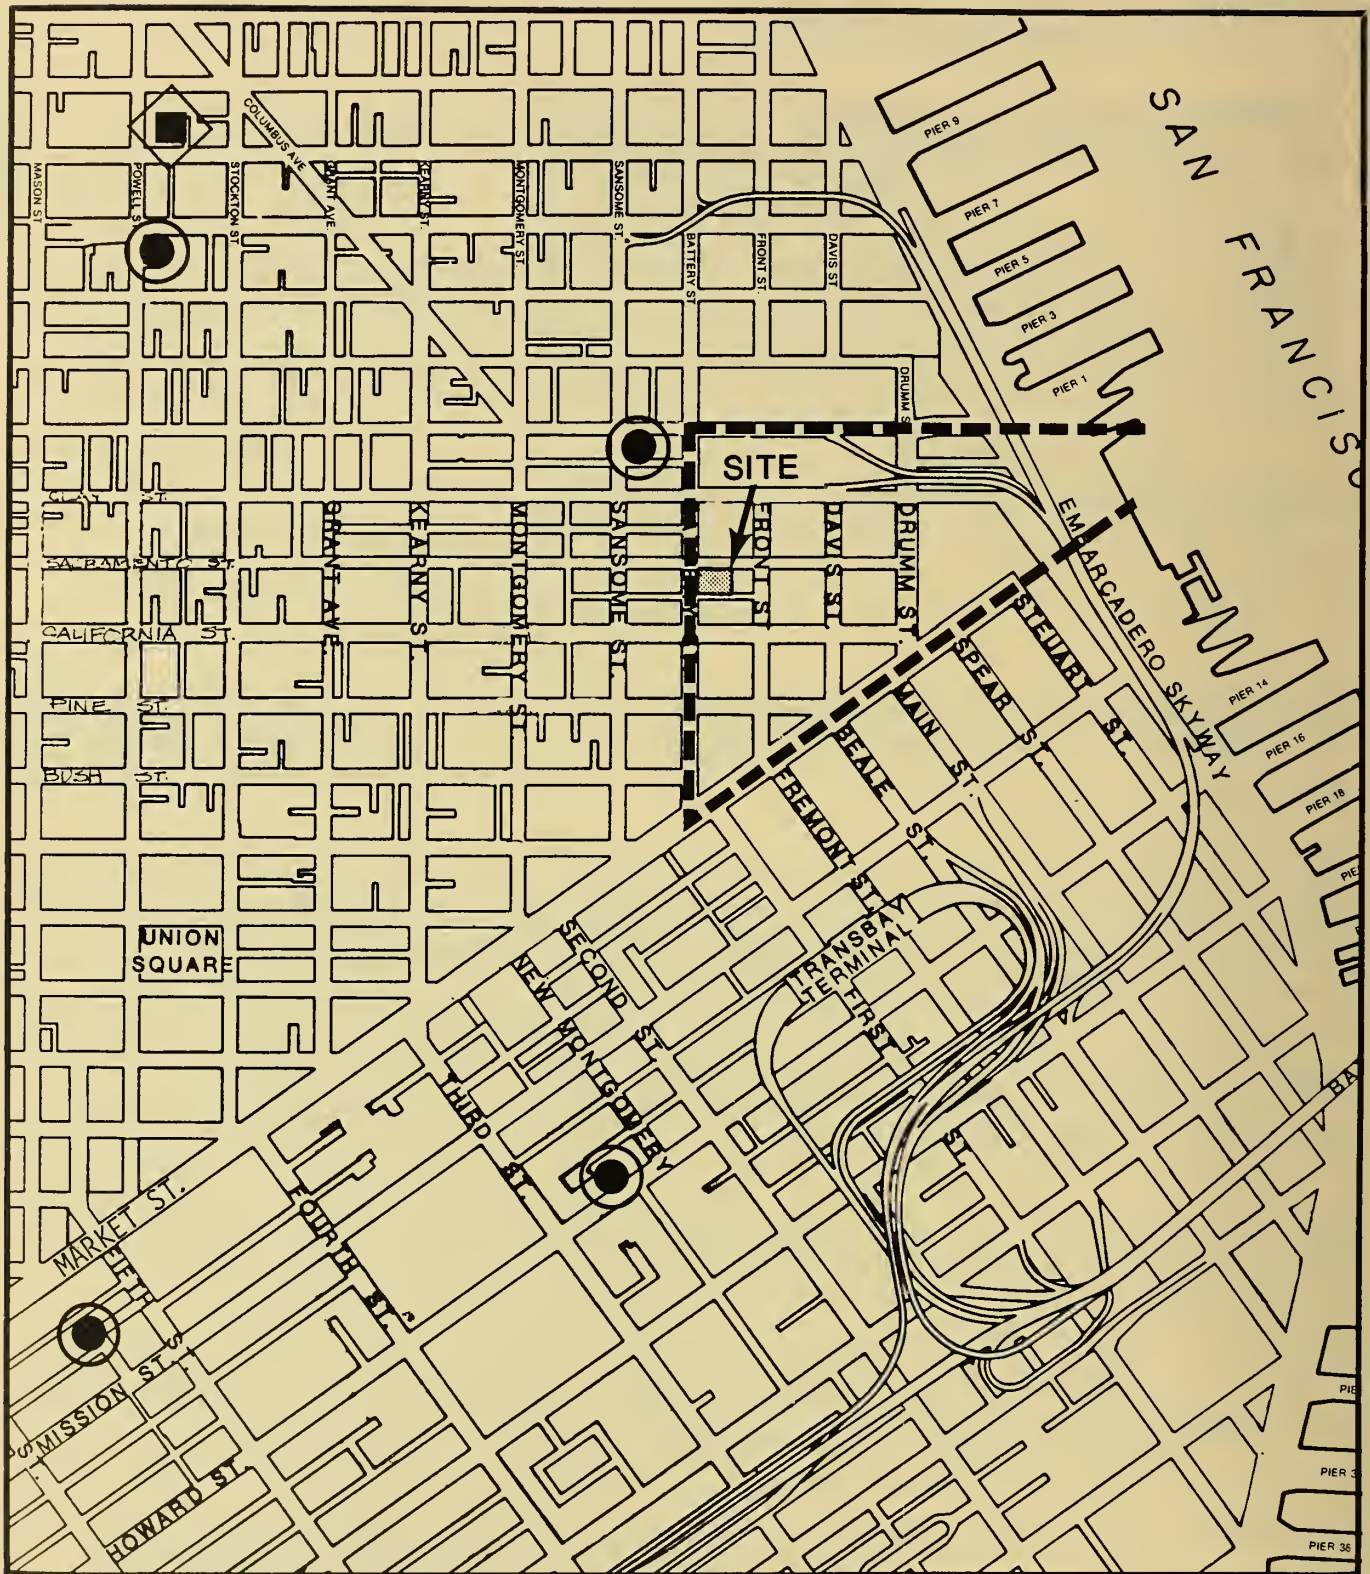 SAN FRANCISCO
PIER 9
PIER 7
PIER 5
PIER 3
PIER 1
COLUMBUS AVE
MASON ST
POWELL S
STOCKTON ST
GRANT AVE.
KEARNY ST.
MONTGOMERY ST.
SANSOME ST.
BATTERY ST
FRONT ST.
DAVIS ST
DRUMM S
SITE
CLAY ST.
SACRAMENTO ST.
CALIFORNIA ST.
PINE ST.
BUSH ST.
GRANT AVE.
KEARNY ST.
MONTGOMERY ST.
SANSOME ST.
FRONT ST.
DAVIS ST.
DRUMM ST.
EMBARCADERO SKYWAY
STEUART ST.
SPEAR ST.
MAIN ST.
BEALE ST.
FREMONT ST.
PIER 14
PIER 16
PIER 18
PIE
UNION
SQUARE
TRANSBAY
TERMINAL
FIRST ST.
SECOND ST.
NEW MONTGOMERY
THIRD ST.
FOURTH ST.
FIFTH ST.
MARKET ST.
MISSION ST.
HOWARD ST.
BA
PIE
PIER 3
PIER 36